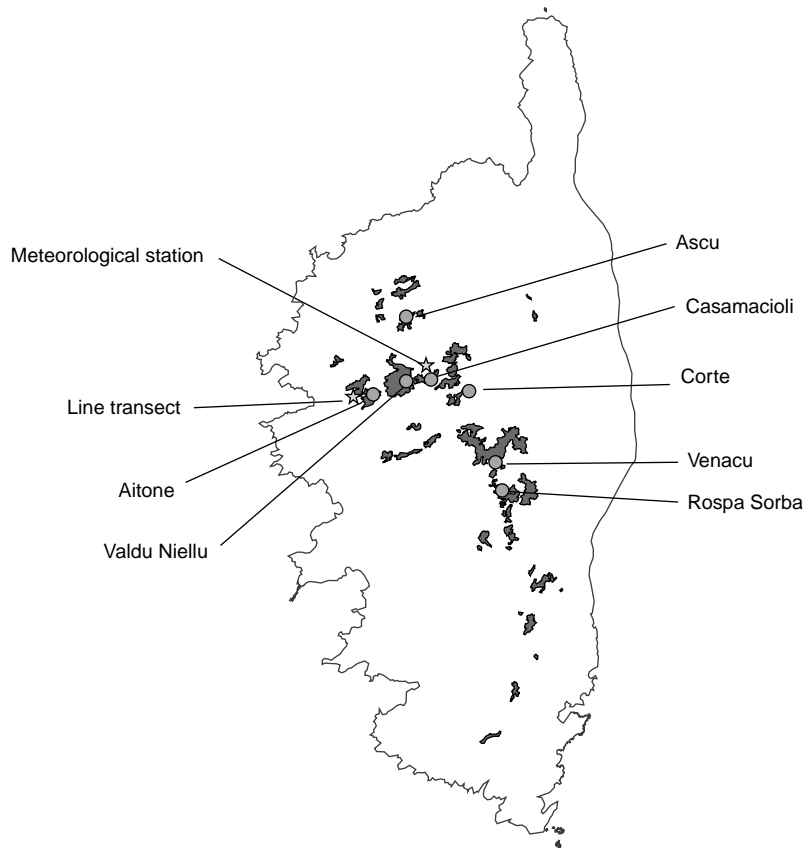 Ascu
Meteorological station
Casamacioli
Corte
Line transect
Venacu
Aitone
Rospa Sorba
Valdu Niellu